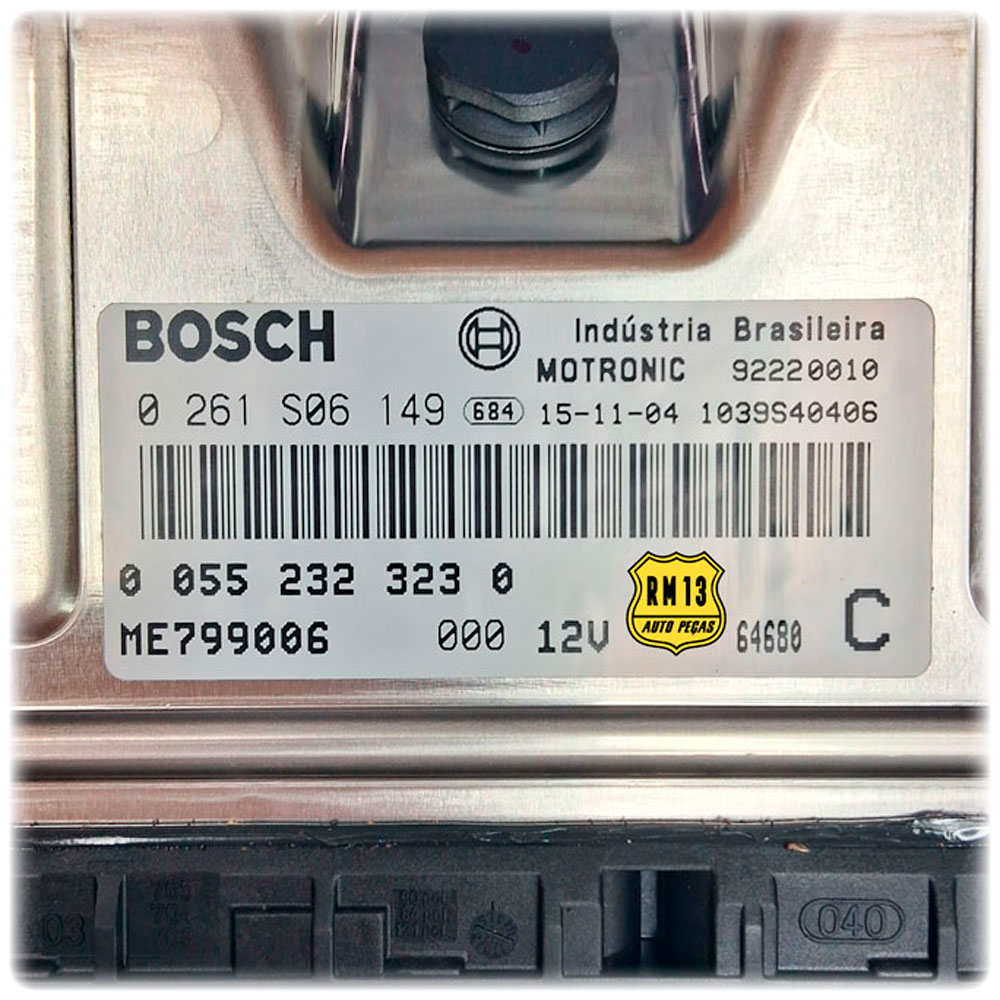 BOSCH
Indústria Brasileira
MOTRONIC 92220010
0 261 S06 149 684 15-11-04 1039S40406
0 055 232 323 0
RM13
AUTO PEÇAS
ME799006 000 12V 64680 C
03
040